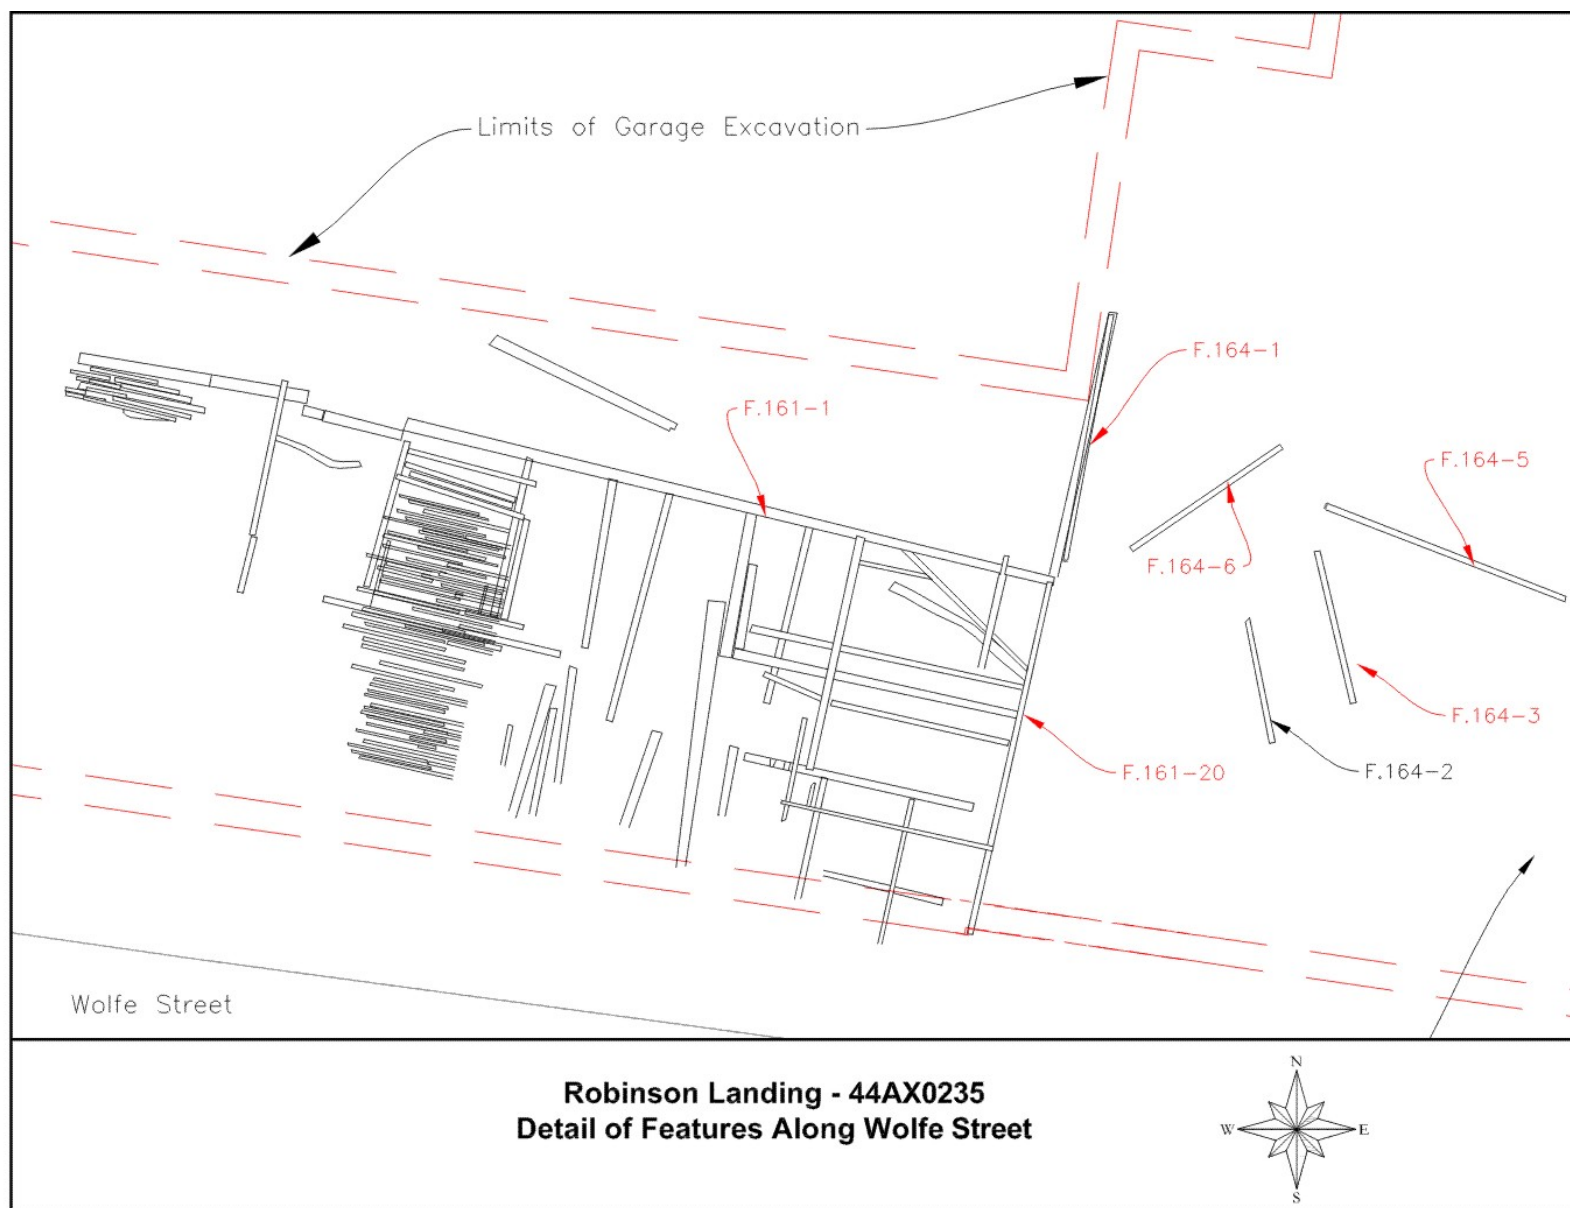 Limits of Garage Excavation
F.164-1
F.161-1
F.164-5
F.164-6
F.164-3
F.161-20
F.164-2
Wolfe Street
Robinson Landing - 44AX0235
Detail of Features Along Wolfe Street
N
W
E
S